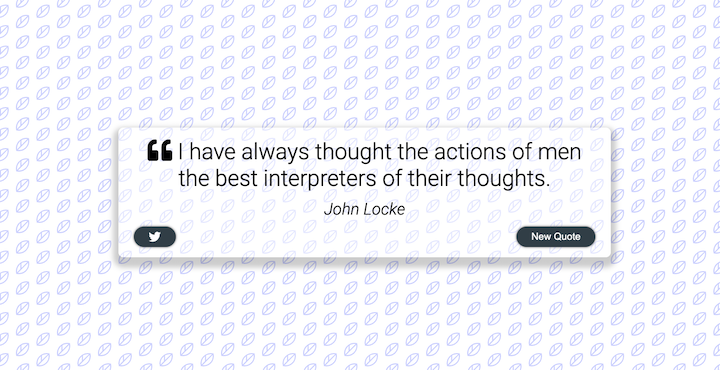 I have always thought the actions of men
the best interpreters of their thoughts.
John Locke
New Quote